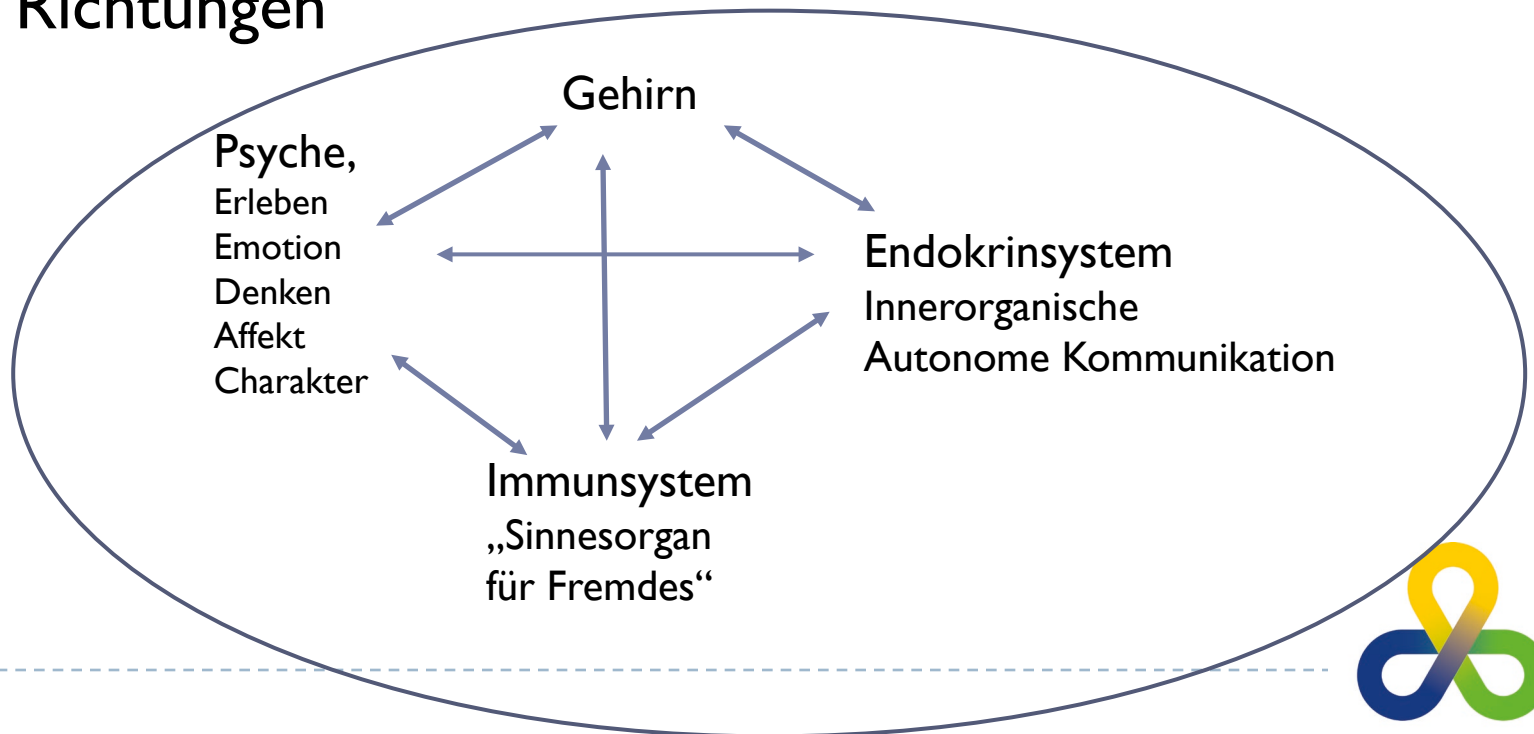 Richtungen
Gehirn
Psyche,
Erleben
Emotion
Denken
Affekt
Charakter
Endokrinsystem
Innerorganische
Autonome Kommunikation
Immunsystem
„Sinnesorgan
für Fremdes“